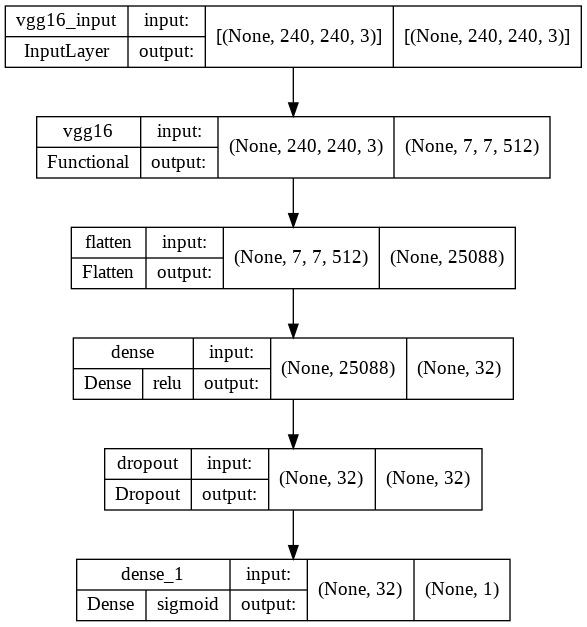 vgg16_input input: [(None, 240, 240, 3)] [(None, 240, 240, 3)]
InputLayer output:
vgg16 input: (None, 240, 240, 3) (None, 7, 7, 512)
Functional output:
flatten input: (None, 7, 7, 512) (None, 25088)
Flatten output:
dense input: (None, 25088) (None, 32)
Dense relu output:
dropout input: (None, 32) (None, 32)
Dropout output:
dense_1 input: (None, 32) (None, 1)
Dense sigmoid output: